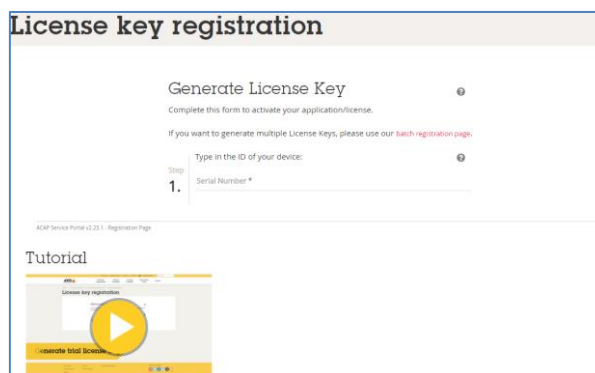 License key registration
Generate License Key
Complete this form to activate your application/license.
If you want to generate multiple License Keys, please use our batch registration page.
Type in the ID of your device:
Step
1.
Serial Number *
ACAP Service Portal v2.23.1 - Registration Page
Tutorial
License key registration
Generate trial license